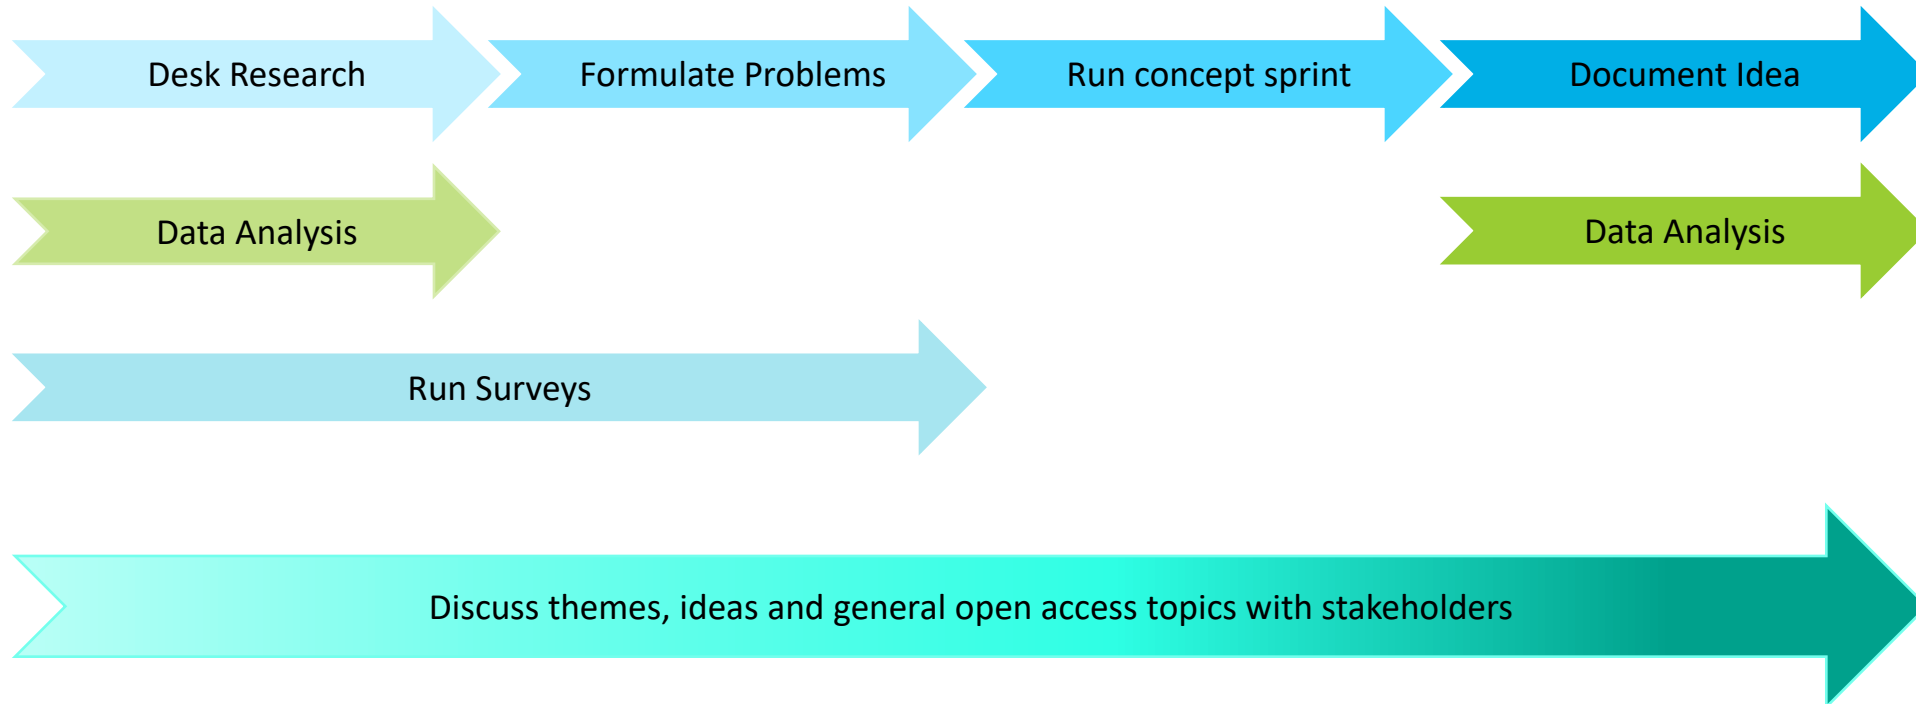 Desk Research
Formulate Problems
Run concept sprint
Document Idea
Data Analysis
Data Analysis
Run Surveys
Discuss themes, ideas and general open access topics with stakeholders